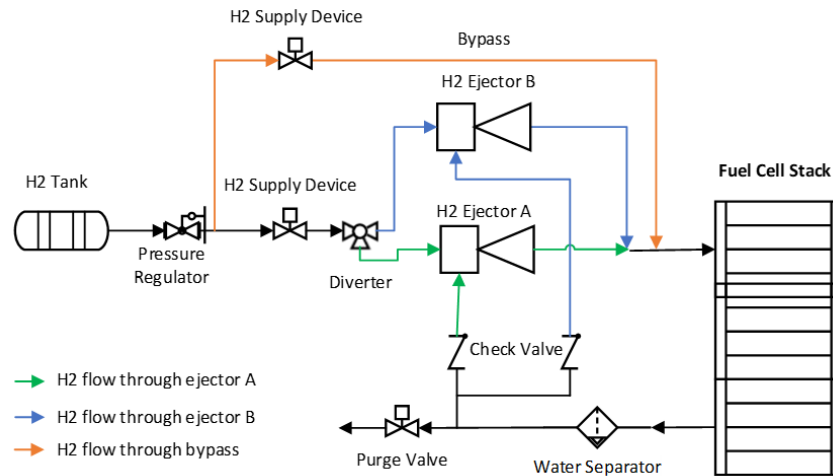 H2 Supply Device
Bypass
H2 Ejector B
H2 Tank
H2 Supply Device
Fuel Cell Stack
H2 Ejector A
Pressure
Regulator
Diverter
Check Valve
H2 flow through ejector A
H2 flow through ejector B
H2 flow through bypass
Purge Valve
Water Separator